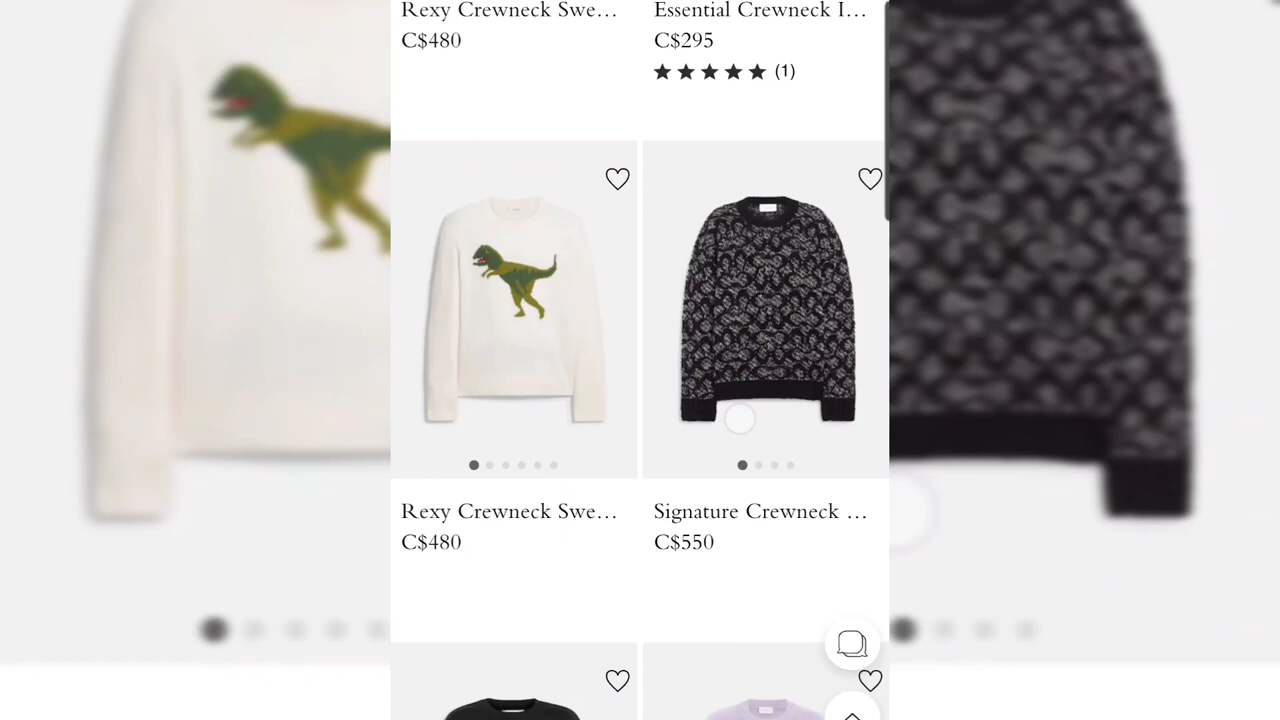 Rexy Crewneck Swe…
C$480
Essential Crewneck I…
C$295
(1)
Rexy Crewneck Swe…
C$480
Signature Crewneck …
C$550